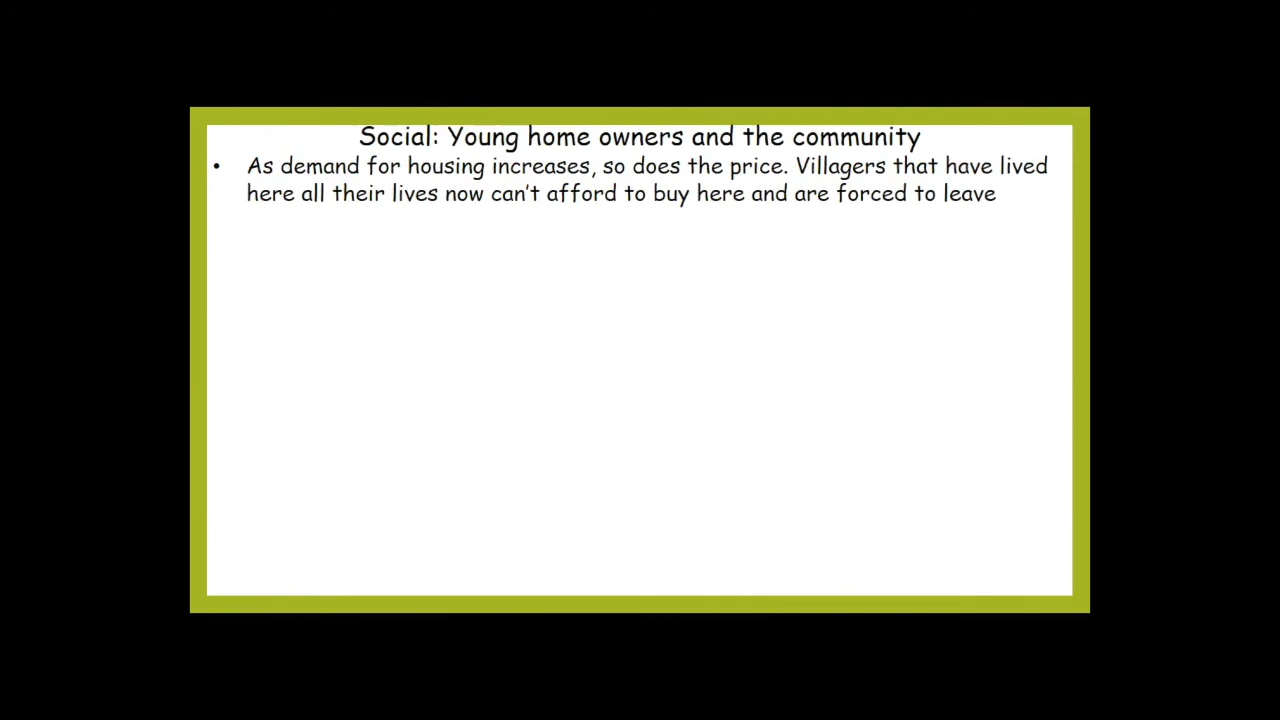 Social: Young home owners and the community
• As demand for housing increases, so does the price. Villagers that have lived
here all their lives now can’t afford to buy here and are forced to leave